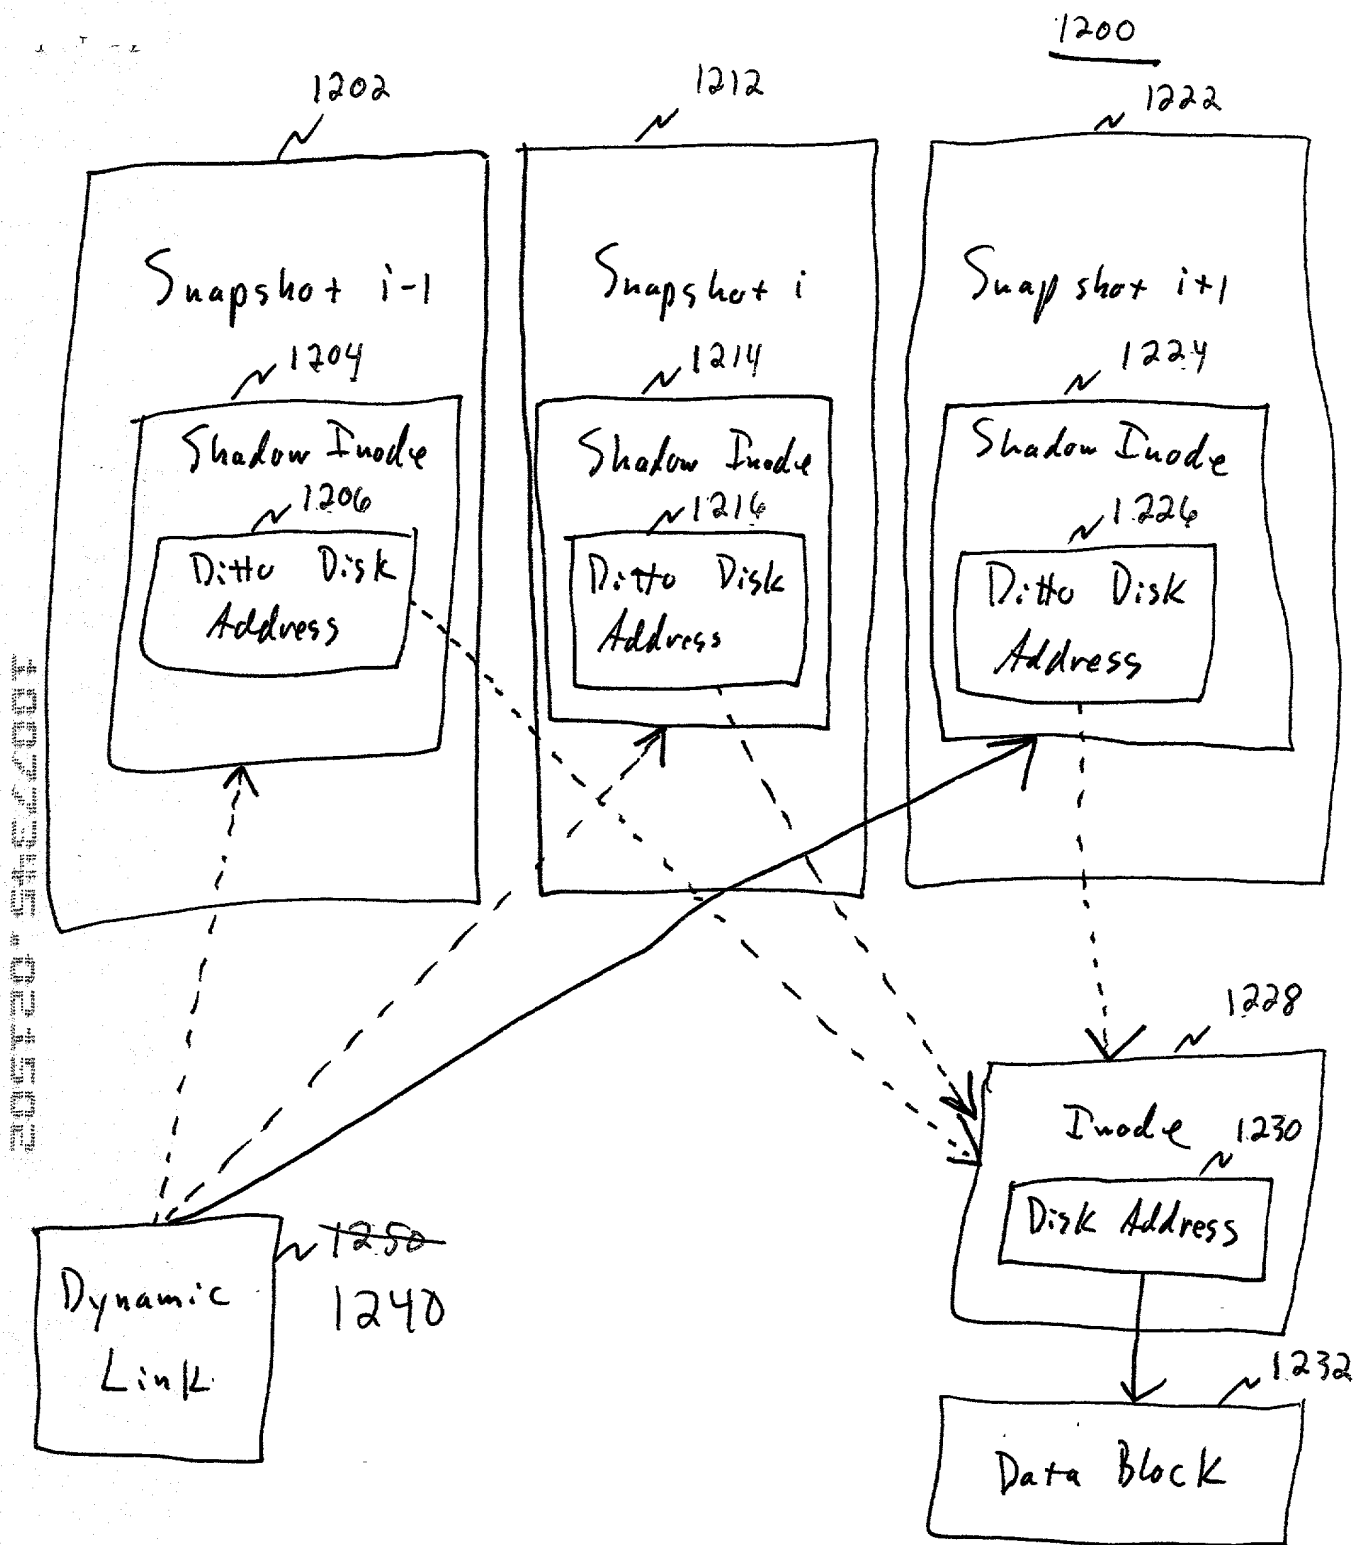 1200
1202
1212
1222
Snapshot i-1
Snapshot i
Snapshot i+1
1204
1214
1224
Shadow Inode
Shadow Inode
Shadow Inode
1206
1216
1226
Ditto Disk
Address
Ditto Disk
Address
Ditto Disk
Address
10077345.021502
1228
Inode
1230
Disk Address
1250
1240
Dynamic
Link
1232
Data Block